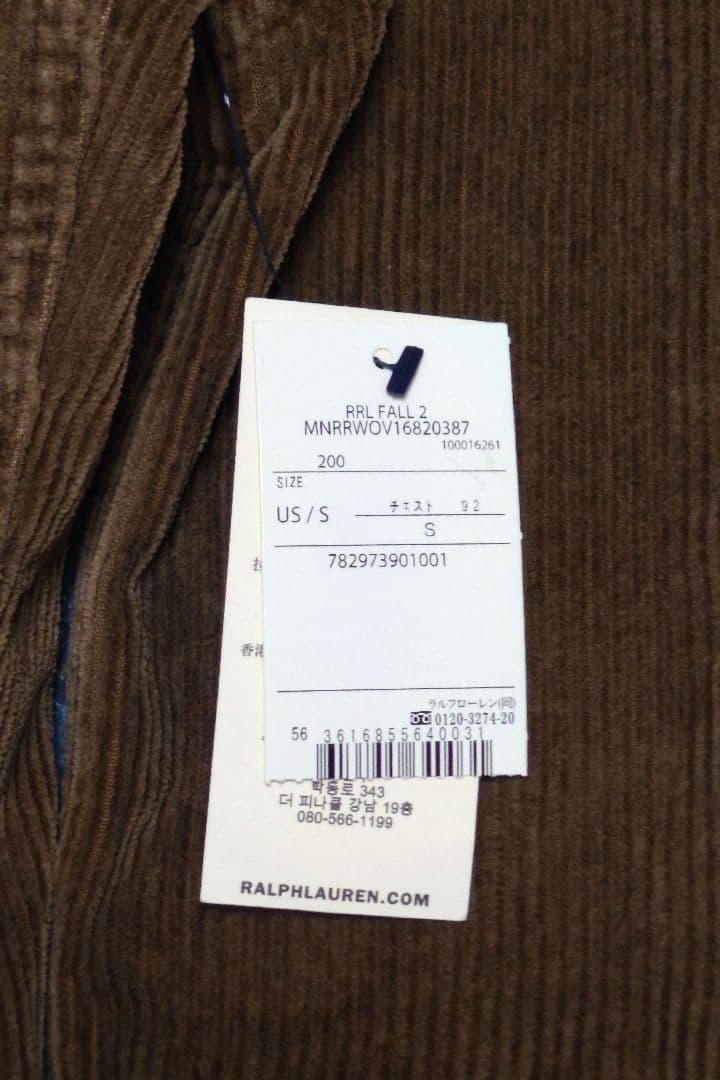 RRL FALL 2
MNRRWOV16820387
100016261
200
SIZE
US / S
チェスト 92
S
782973901001
ラルフローレン(同)
0120-3274-20
56 3616855640031
香港
학동로 343
더 피나클 강남 19층
080-566-1199
RALPHLAUREN.COM